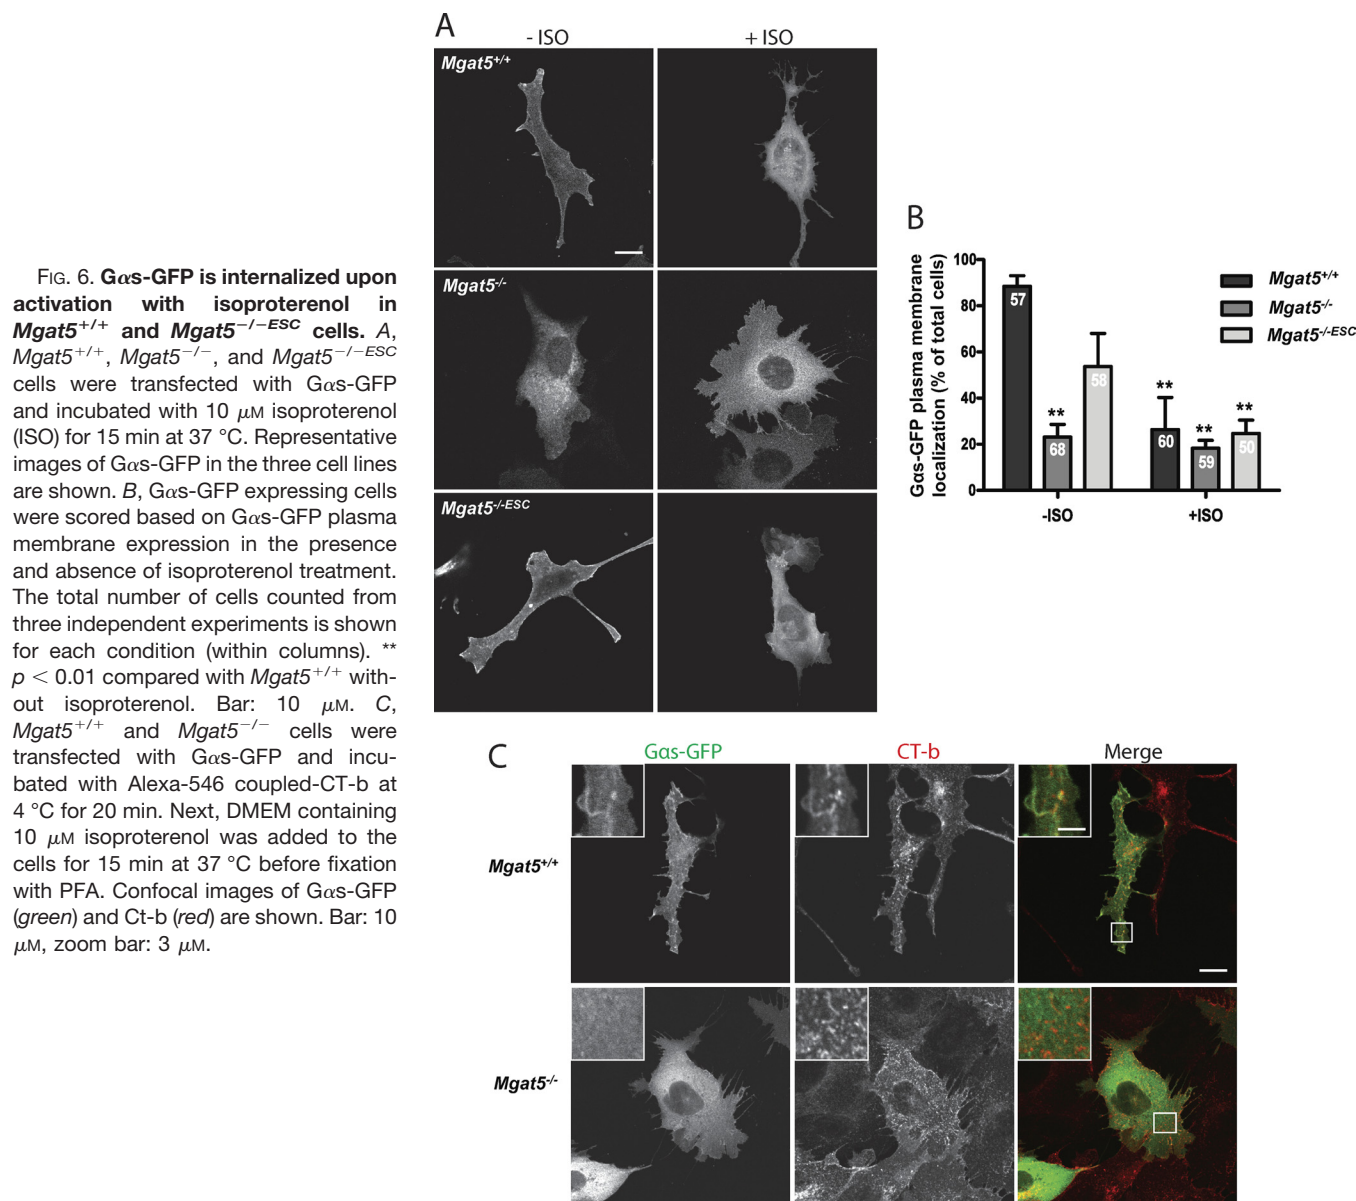 FIG. 6. Gαs-GFP is internalized upon
activation with isoproterenol in
Mgat5+/+ and Mgat5−/−ESC cells. A,
Mgat5+/+, Mgat5−/−, and Mgat5−/−ESC
cells were transfected with Gαs-GFP
and incubated with 10 μM isoproterenol
(ISO) for 15 min at 37 °C. Representative
images of Gαs-GFP in the three cell lines
are shown. B, Gαs-GFP expressing cells
were scored based on Gαs-GFP plasma
membrane expression in the presence
and absence of isoproterenol treatment.
The total number of cells counted from
three independent experiments is shown
for each condition (within columns). **
p < 0.01 compared with Mgat5+/+ with-
out isoproterenol. Bar: 10 μM. C,
Mgat5+/+ and Mgat5−/− cells were
transfected with Gαs-GFP and incu-
bated with Alexa-546 coupled-CT-b at
4 °C for 20 min. Next, DMEM containing
10 μM isoproterenol was added to the
cells for 15 min at 37 °C before fixation
with PFA. Confocal images of Gαs-GFP
(green) and Ct-b (red) are shown. Bar: 10
μM, zoom bar: 3 μM.
A
- ISO + ISO
Mgat5+/+
Mgat5-/-
Mgat5-/-ESC
B
Gαs-GFP plasma membrane
localization (% of total cells)
100
80
60
40
20
0
57
**
68
58
**
60
**
59
**
50
-ISO +ISO
Mgat5+/+
Mgat5-/-
Mgat5-/-ESC
C
Gαs-GFP CT-b Merge
Mgat5+/+
Mgat5-/-